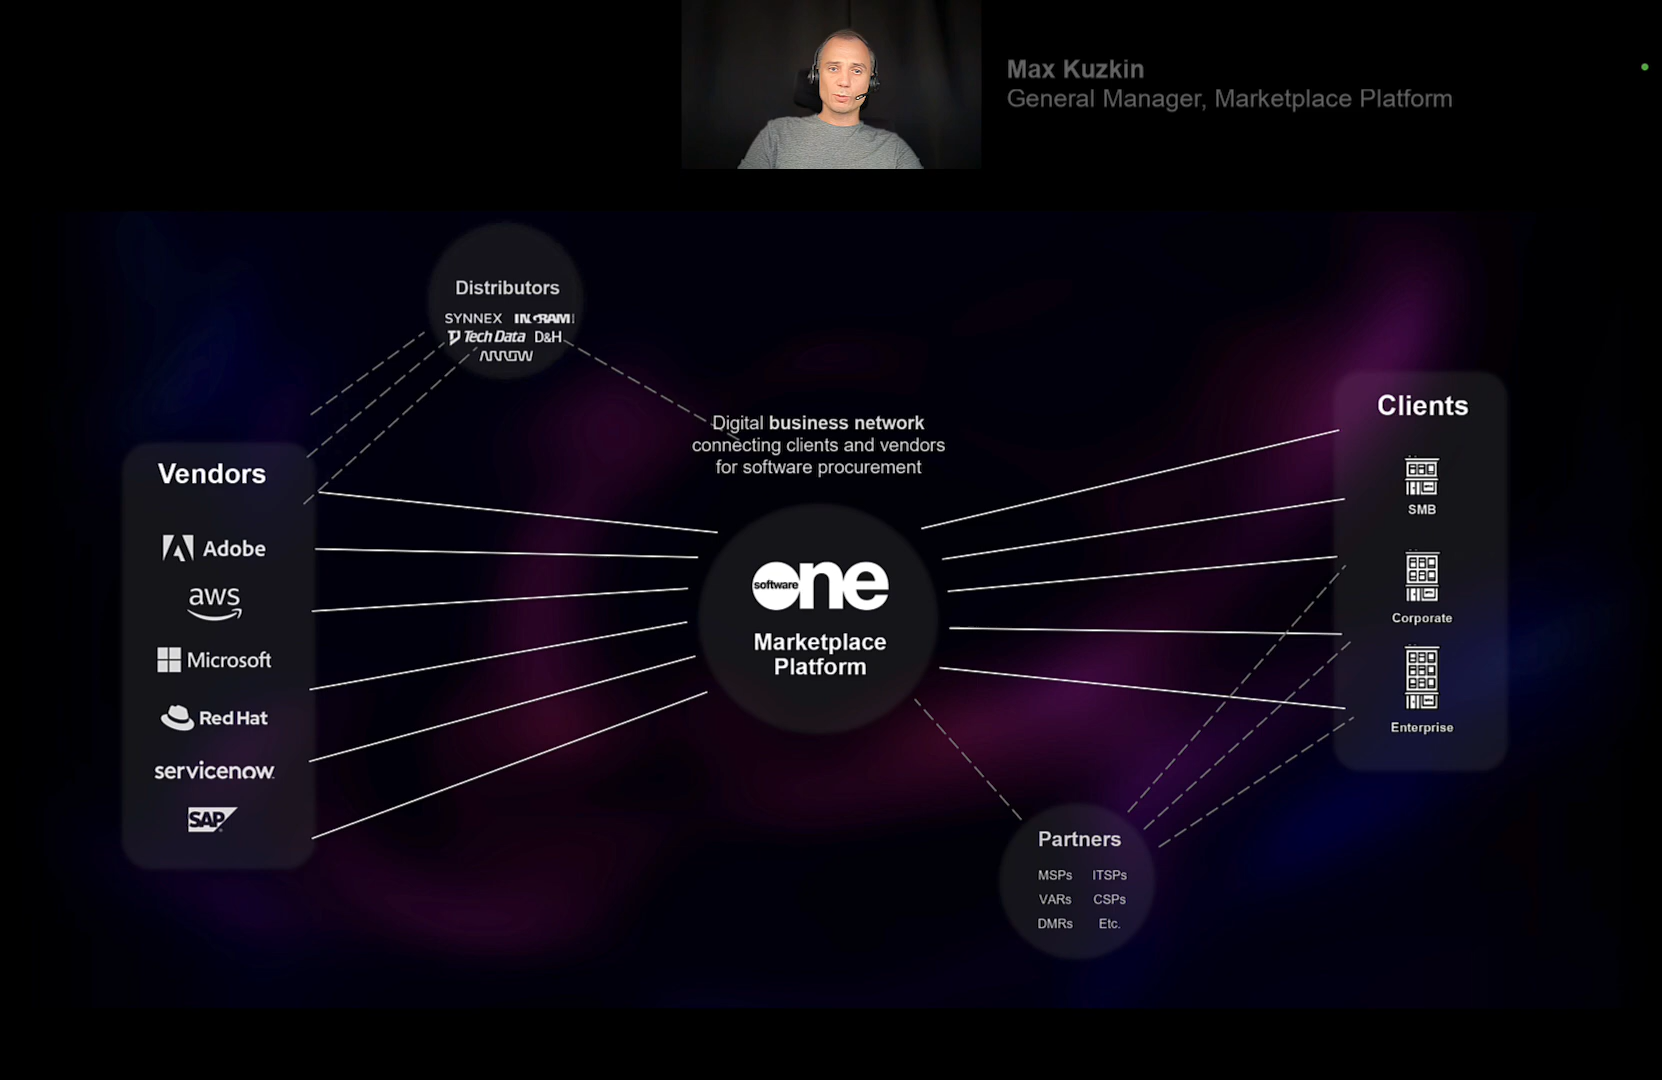 Max Kuzkin
General Manager, Marketplace Platform
Distributors
SYNNEX INGRAM
Tech Data D&H
ARROW
Digital business network
connecting clients and vendors
for software procurement
Vendors
Adobe
aws
Microsoft
Red Hat
servicenow
SAP
software one
Marketplace
Platform
Clients
SMB
Corporate
Enterprise
Partners
MSPs ITSPs
VARs CSPs
DMRs Etc.